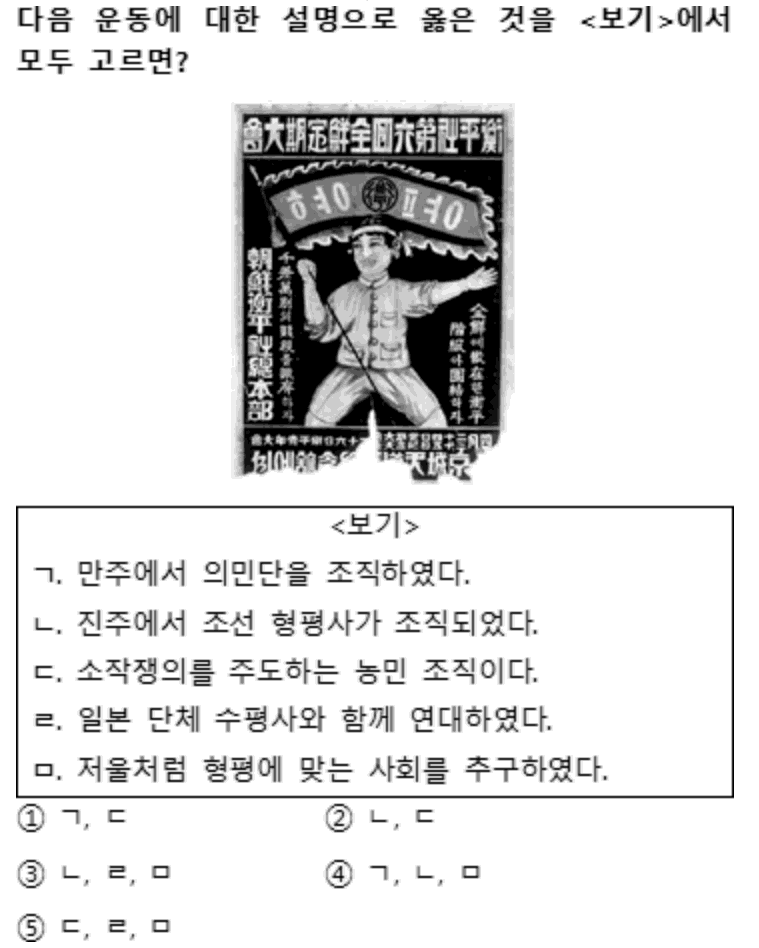 다음 운동에 대한 설명으로 옳은 것을 <보기>에서
모두 고르면?
會大期定鮮全回六第社平衡
朝鮮衡平社總本部
<보기>
ㄱ. 만주에서 의민단을 조직하였다.
ㄴ. 진주에서 조선 형평사가 조직되었다.
ㄷ. 소작쟁의를 주도하는 농민 조직이다.
ㄹ. 일본 단체 수평사와 함께 연대하였다.
ㅁ. 저울처럼 형평에 맞는 사회를 추구하였다.
① ㄱ, ㄷ ② ㄴ, ㄷ
③ ㄴ, ㄹ, ㅁ ④ ㄱ, ㄴ, ㅁ
⑤ ㄷ, ㄹ, ㅁ